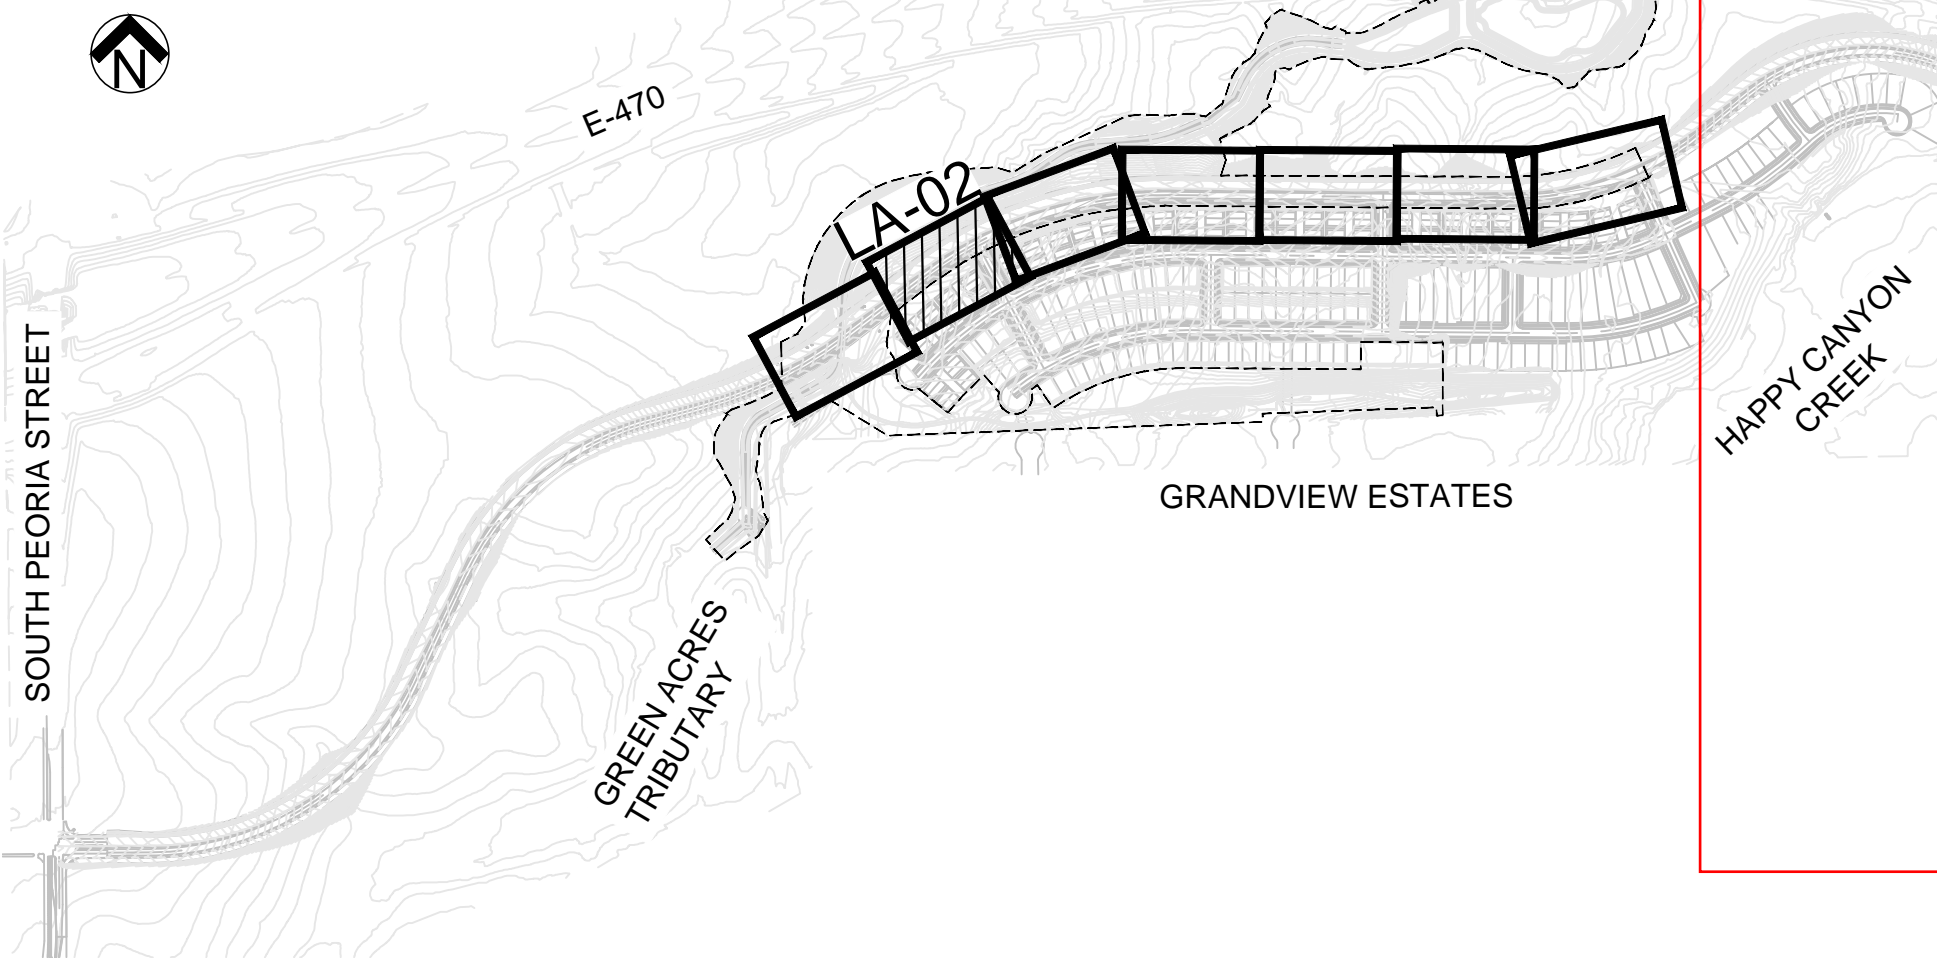 N
E-470
LA-02
SOUTH PEORIA STREET
HAPPY CANYON
CREEK
GRANDVIEW ESTATES
GREEN ACRES
TRIBUTARY